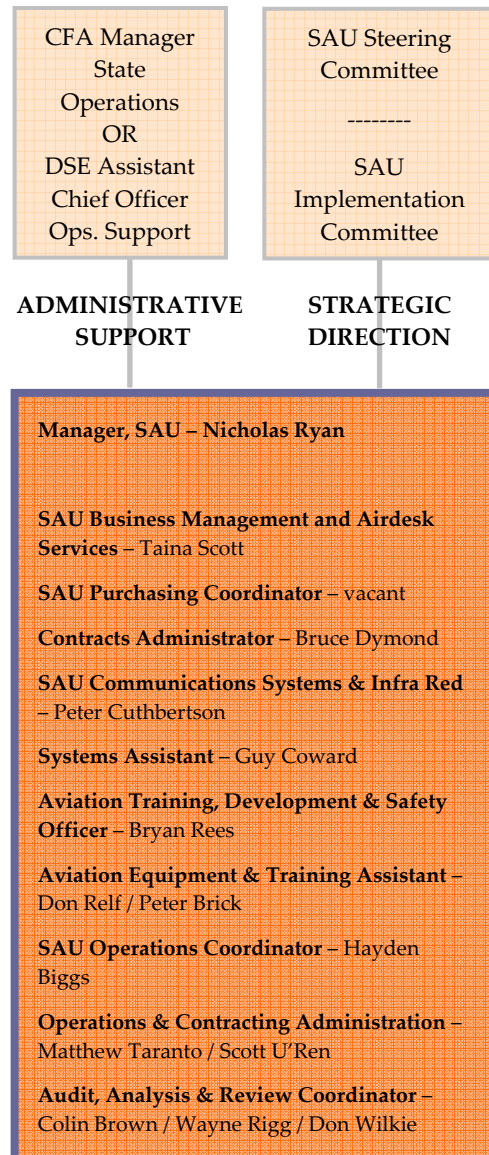 CFA Manager
State
Operations
OR
DSE Assistant
Chief Officer
Ops. Support
SAU Steering
Committee
--------
SAU
Implementation
Committee
ADMINISTRATIVE
SUPPORT
STRATEGIC
DIRECTION
Manager, SAU – Nicholas Ryan
SAU Business Management and Airdesk
Services – Taina Scott
SAU Purchasing Coordinator – vacant
Contracts Administrator – Bruce Dymond
SAU Communications Systems & Infra Red
– Peter Cuthbertson
Systems Assistant – Guy Coward
Aviation Training, Development & Safety
Officer – Bryan Rees
Aviation Equipment & Training Assistant –
Don Relf / Peter Brick
SAU Operations Coordinator – Hayden
Biggs
Operations & Contracting Administration –
Matthew Taranto / Scott U’Ren
Audit, Analysis & Review Coordinator –
Colin Brown / Wayne Rigg / Don Wilkie